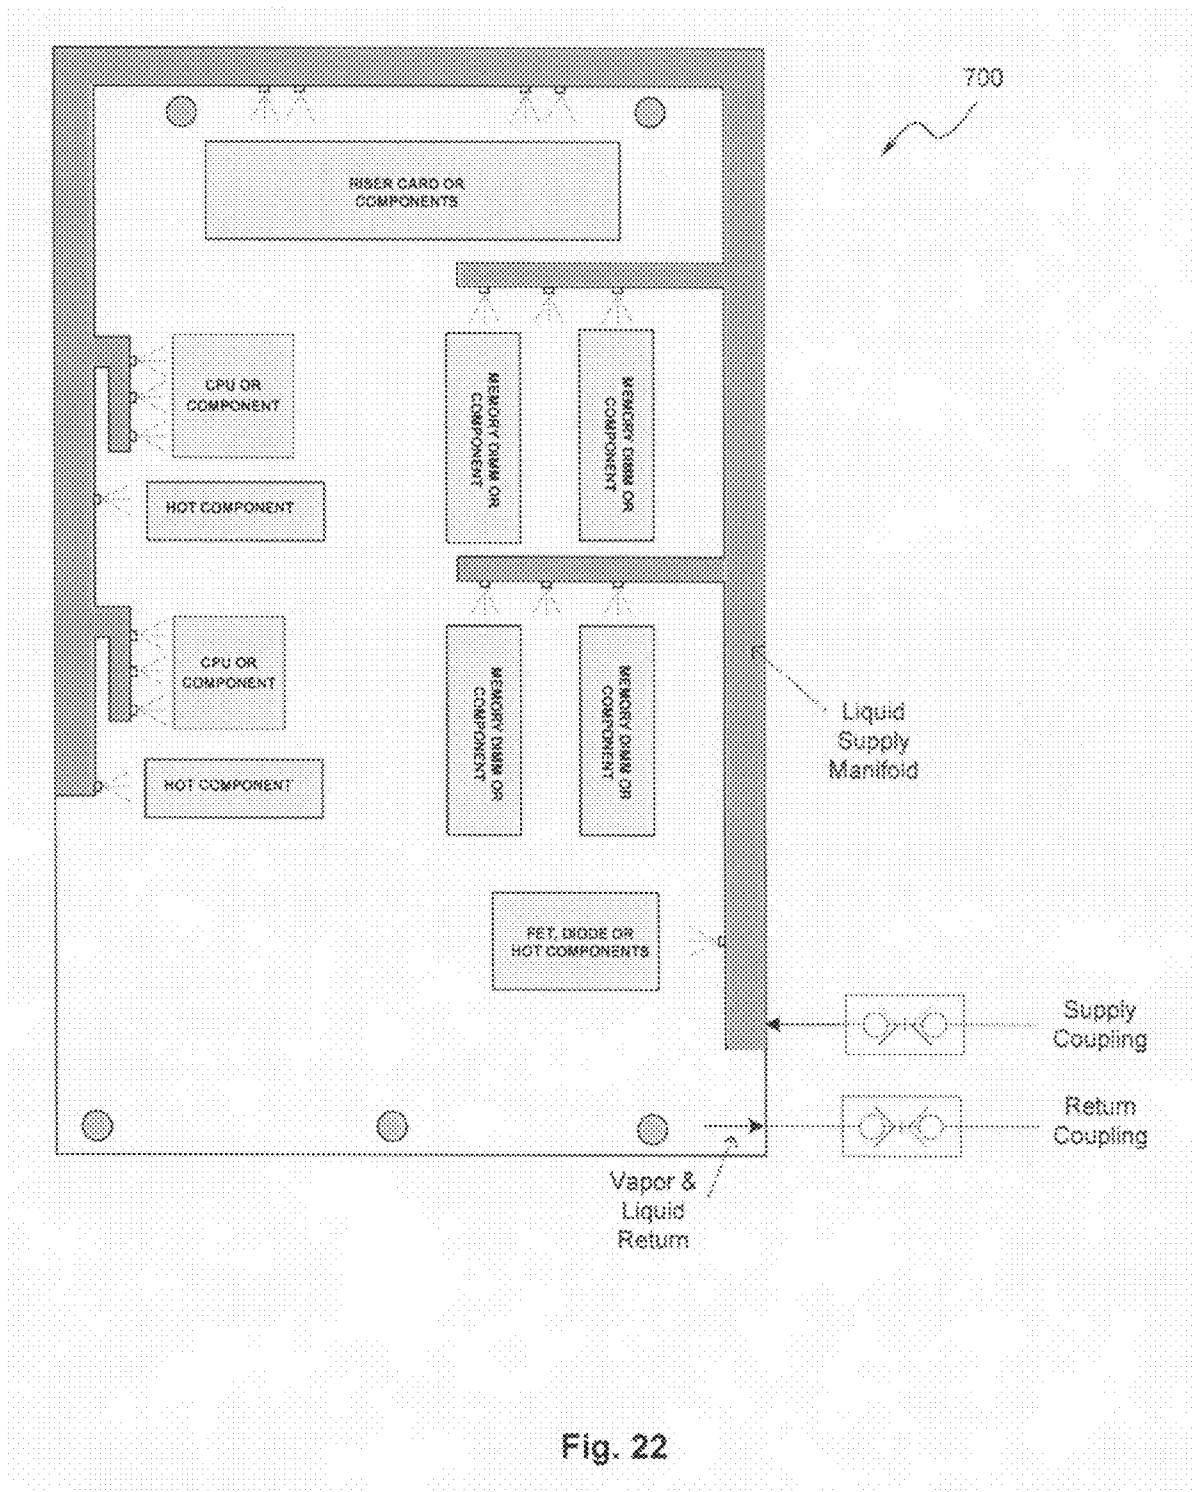 700
RISER CARD OR
COMPONENTS
CPU OR
COMPONENT
MEMORY DIMM OR
COMPONENT
MEMORY DIMM OR
COMPONENT
HOT COMPONENT
CPU OR
COMPONENT
MEMORY DIMM OR
COMPONENT
MEMORY DIMM OR
COMPONENT
Liquid
Supply
Manifold
HOT COMPONENT
FET, DIODE OR
HOT COMPONENTS
Supply
Coupling
Return
Coupling
Vapor &
Liquid
Return
Fig. 22